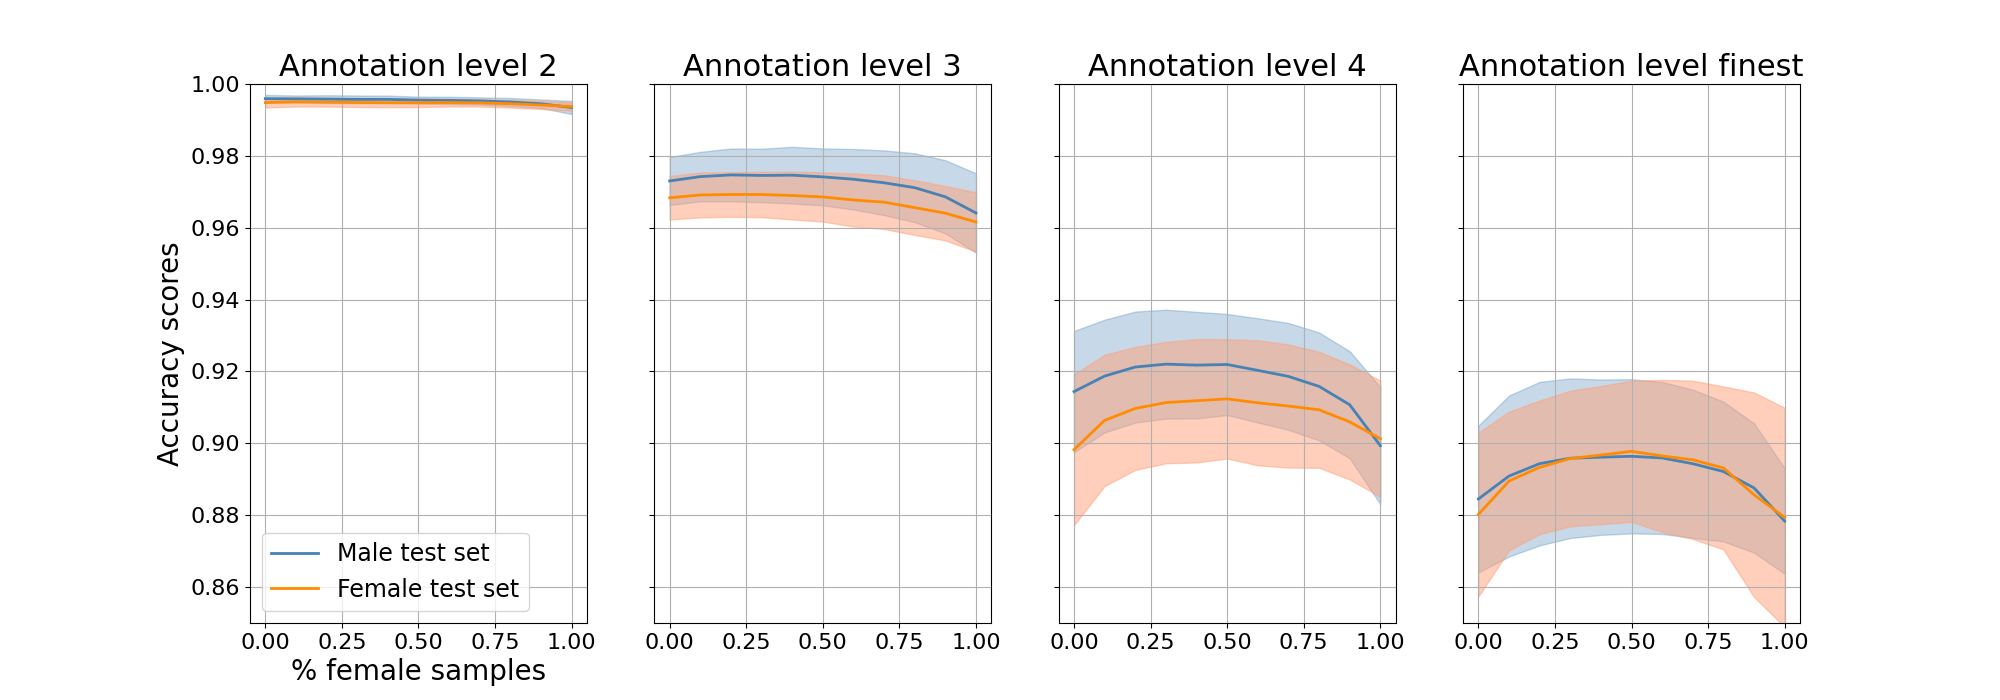 Annotation level 2
Annotation level 3
Annotation level 4
Annotation level finest
Accuracy scores
1.00
0.98
0.96
0.94
0.92
0.90
0.88
0.86
Male test set
Female test set
0.00 0.25 0.50 0.75 1.00
0.00 0.25 0.50 0.75 1.00
0.00 0.25 0.50 0.75 1.00
0.00 0.25 0.50 0.75 1.00
% female samples